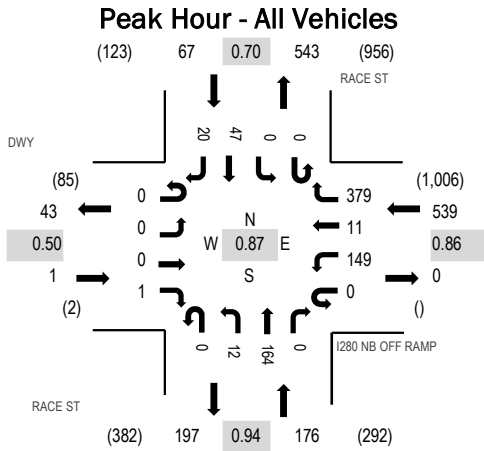 Peak Hour - All Vehicles
(123) 67 0.70 543 (956)
RACE ST
DWY
20 47 0 0
(85) (1,006)
43 0 379 539
0 11
0.50 W N 0.87 E S 0.86
0 149
1 1 0 0
(2) ()
0 12 164 0
I280 NB OFF RAMP
RACE ST
(382) 197 0.94 176 (292)